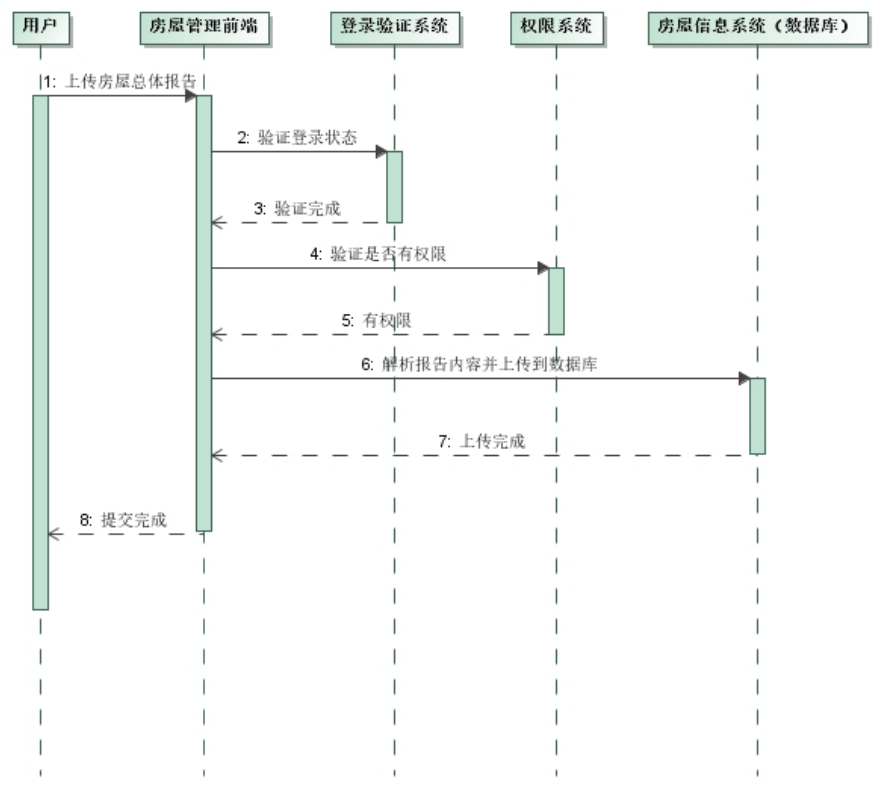 用户
房屋管理前端
登录验证系统
权限系统
房屋信息系统（数据库）
1: 上传房屋总体报告
2: 验证登录状态
3: 验证完成
4: 验证是否有权限
5: 有权限
6: 解析报告内容并上传到数据库
7: 上传完成
8: 提交完成